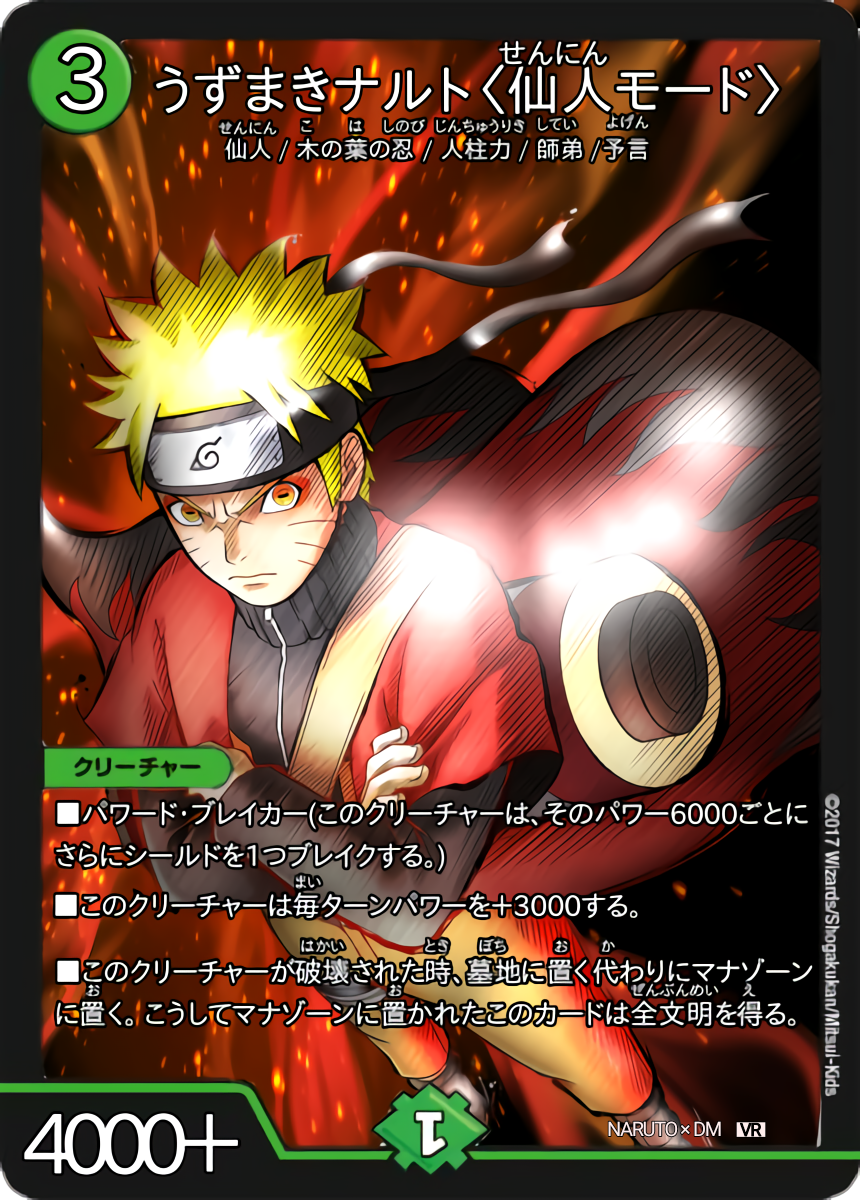 3
うずまきナルト〈仙人モード〉
せんにん
仙人 / 木の葉の忍 / 人柱力 / 師弟 /予言
せんにん こ は しのび じんちゅうりき してい よげん
クリーチャー
■パワード・ブレイカー(このクリーチャーは、そのパワー6000ごとに
さらにシールドを1つブレイクする。)
■このクリーチャーは毎ターンパワーを+3000する。
まい
■このクリーチャーが破壊された時、墓地に置く代わりにマナゾーン
はかい とき ぼち お か
に置く。こうしてマナゾーンに置かれたこのカードは全文明を得る。
お お ぜんぶんめい え
©2017 Wizards/Shogakukan/Mitsui-Kids
4000+
1
NARUTO×DM VR